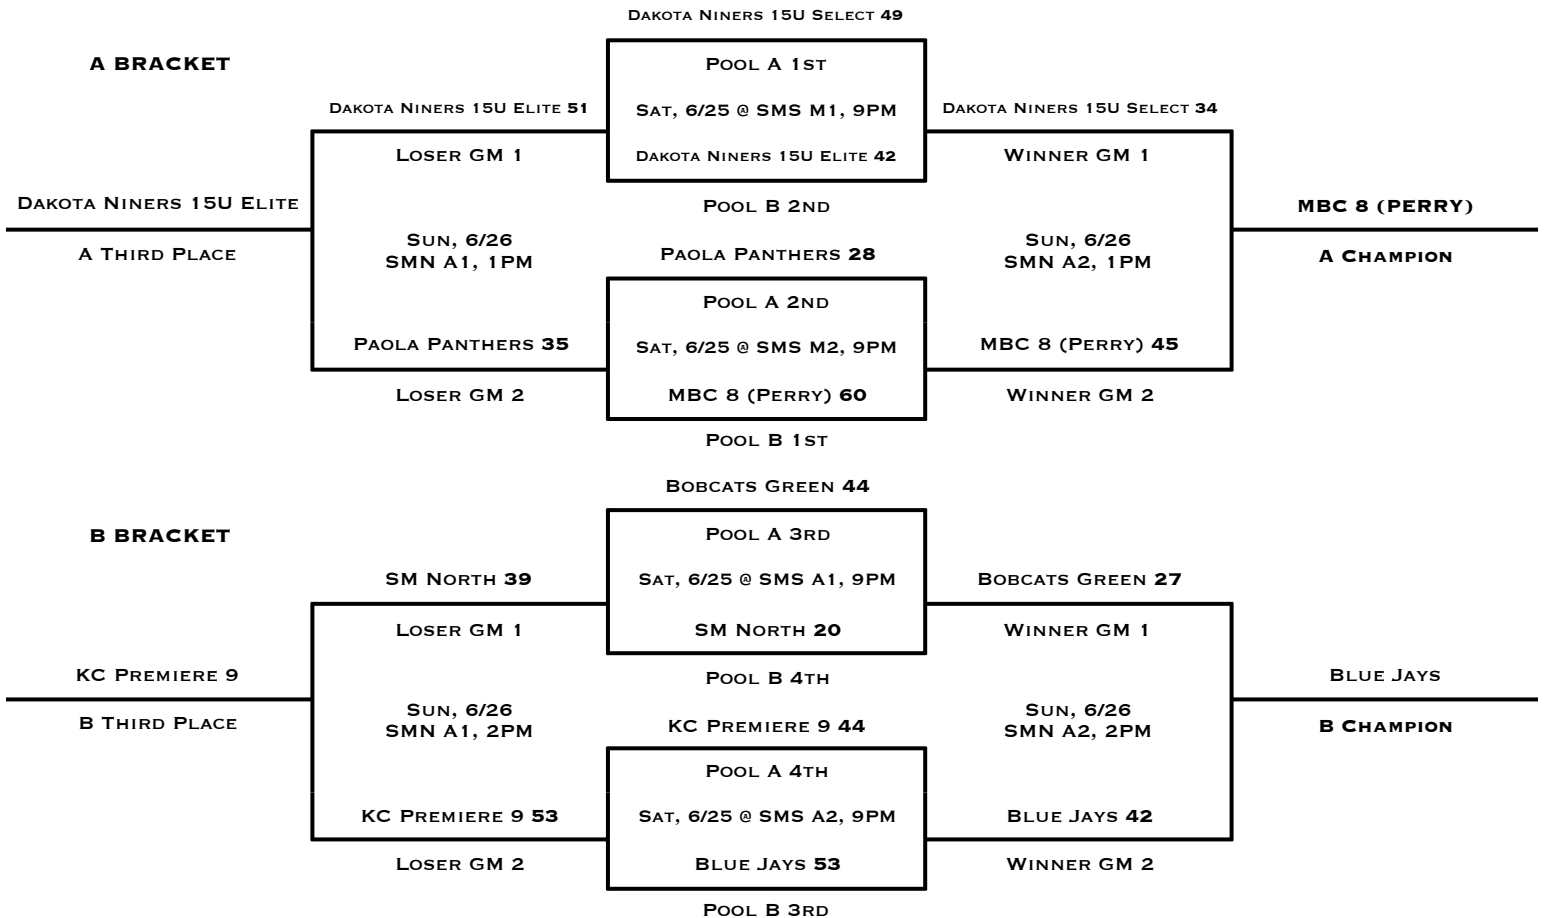 Dakota Niners 15U Select 49
A BRACKET
Pool A 1st
Dakota Niners 15U Elite 51
Sat, 6/25 @ SMS M1, 9PM
Dakota Niners 15U Select 34
Loser GM 1
Dakota Niners 15U Elite 42
Winner GM 1
Dakota Niners 15U Elite
Pool B 2nd
MBC 8 (PERRY)
A Third Place
Sun, 6/26
SMN A1, 1PM
Paola Panthers 28
Sun, 6/26
SMN A2, 1PM
A Champion
Pool A 2nd
Paola Panthers 35
Sat, 6/25 @ SMS M2, 9PM
MBC 8 (Perry) 45
Loser GM 2
MBC 8 (Perry) 60
Winner GM 2
Pool B 1st
Bobcats Green 44
B BRACKET
Pool A 3rd
SM North 39
Sat, 6/25 @ SMS A1, 9PM
Bobcats Green 27
Loser GM 1
SM North 20
Winner GM 1
KC Premiere 9
Pool B 4th
Blue Jays
B Third Place
Sun, 6/26
SMN A1, 2PM
KC Premiere 9 44
Sun, 6/26
SMN A2, 2PM
B Champion
Pool A 4th
KC Premiere 9 53
Sat, 6/25 @ SMS A2, 9PM
Blue Jays 42
Loser GM 2
Blue Jays 53
Winner GM 2
Pool B 3rd